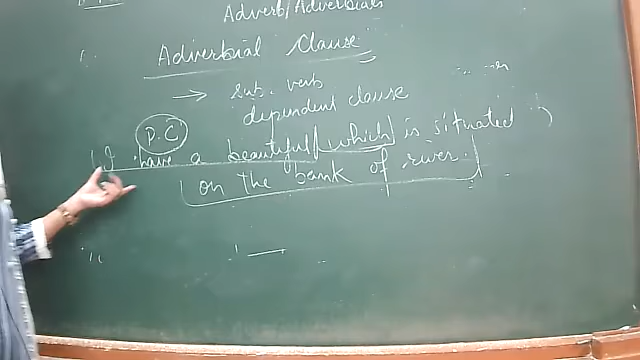 Adverb/Adverbials
Adverbial Clause
→ sub. verb
dependent clause
P.C
I have a beautiful which is situated
on the bank of river.